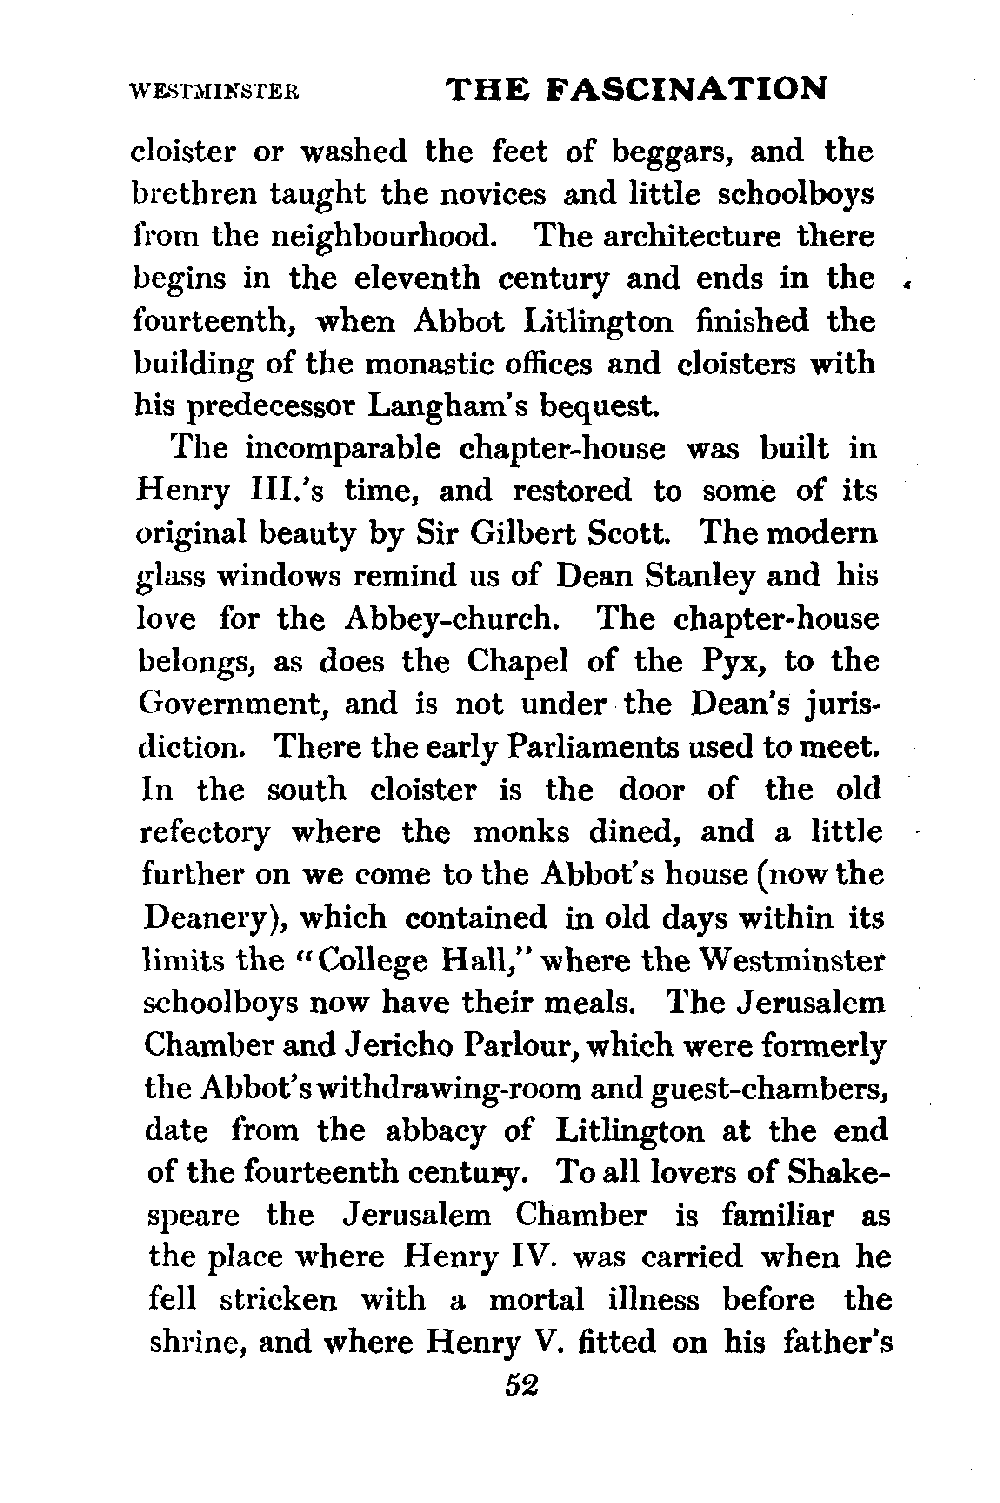 WESTMINSTER THE FASCINATION
cloister or washed the feet of beggars, and the
brethren taught the novices and little schoolboys
from the neighbourhood. The architecture there
begins in the eleventh century and ends in the
fourteenth, when Abbot Litlington finished the
building of the monastic offices and cloisters with
his predecessor Langham's bequest.
The incomparable chapter-house was built in
Henry III.'s time, and restored to some of its
original beauty by Sir Gilbert Scott. The modern
glass windows remind us of Dean Stanley and his
love for the Abbey-church. The chapter-house
belongs, as does the Chapel of the Pyx, to the
Government, and is not under the Dean's juris-
diction. There the early Parliaments used to meet.
In the south cloister is the door of the old
refectory where the monks dined, and a little
further on we come to the Abbot's house (now the
Deanery), which contained in old days within its
limits the "College Hall," where the Westminster
schoolboys now have their meals. The Jerusalem
Chamber and Jericho Parlour, which were formerly
the Abbot's withdrawing-room and guest-chambers,
date from the abbacy of Litlington at the end
of the fourteenth century. To all lovers of Shake-
speare the Jerusalem Chamber is familiar as
the place where Henry IV. was carried when he
fell stricken with a mortal illness before the
shrine, and where Henry V. fitted on his father's
52